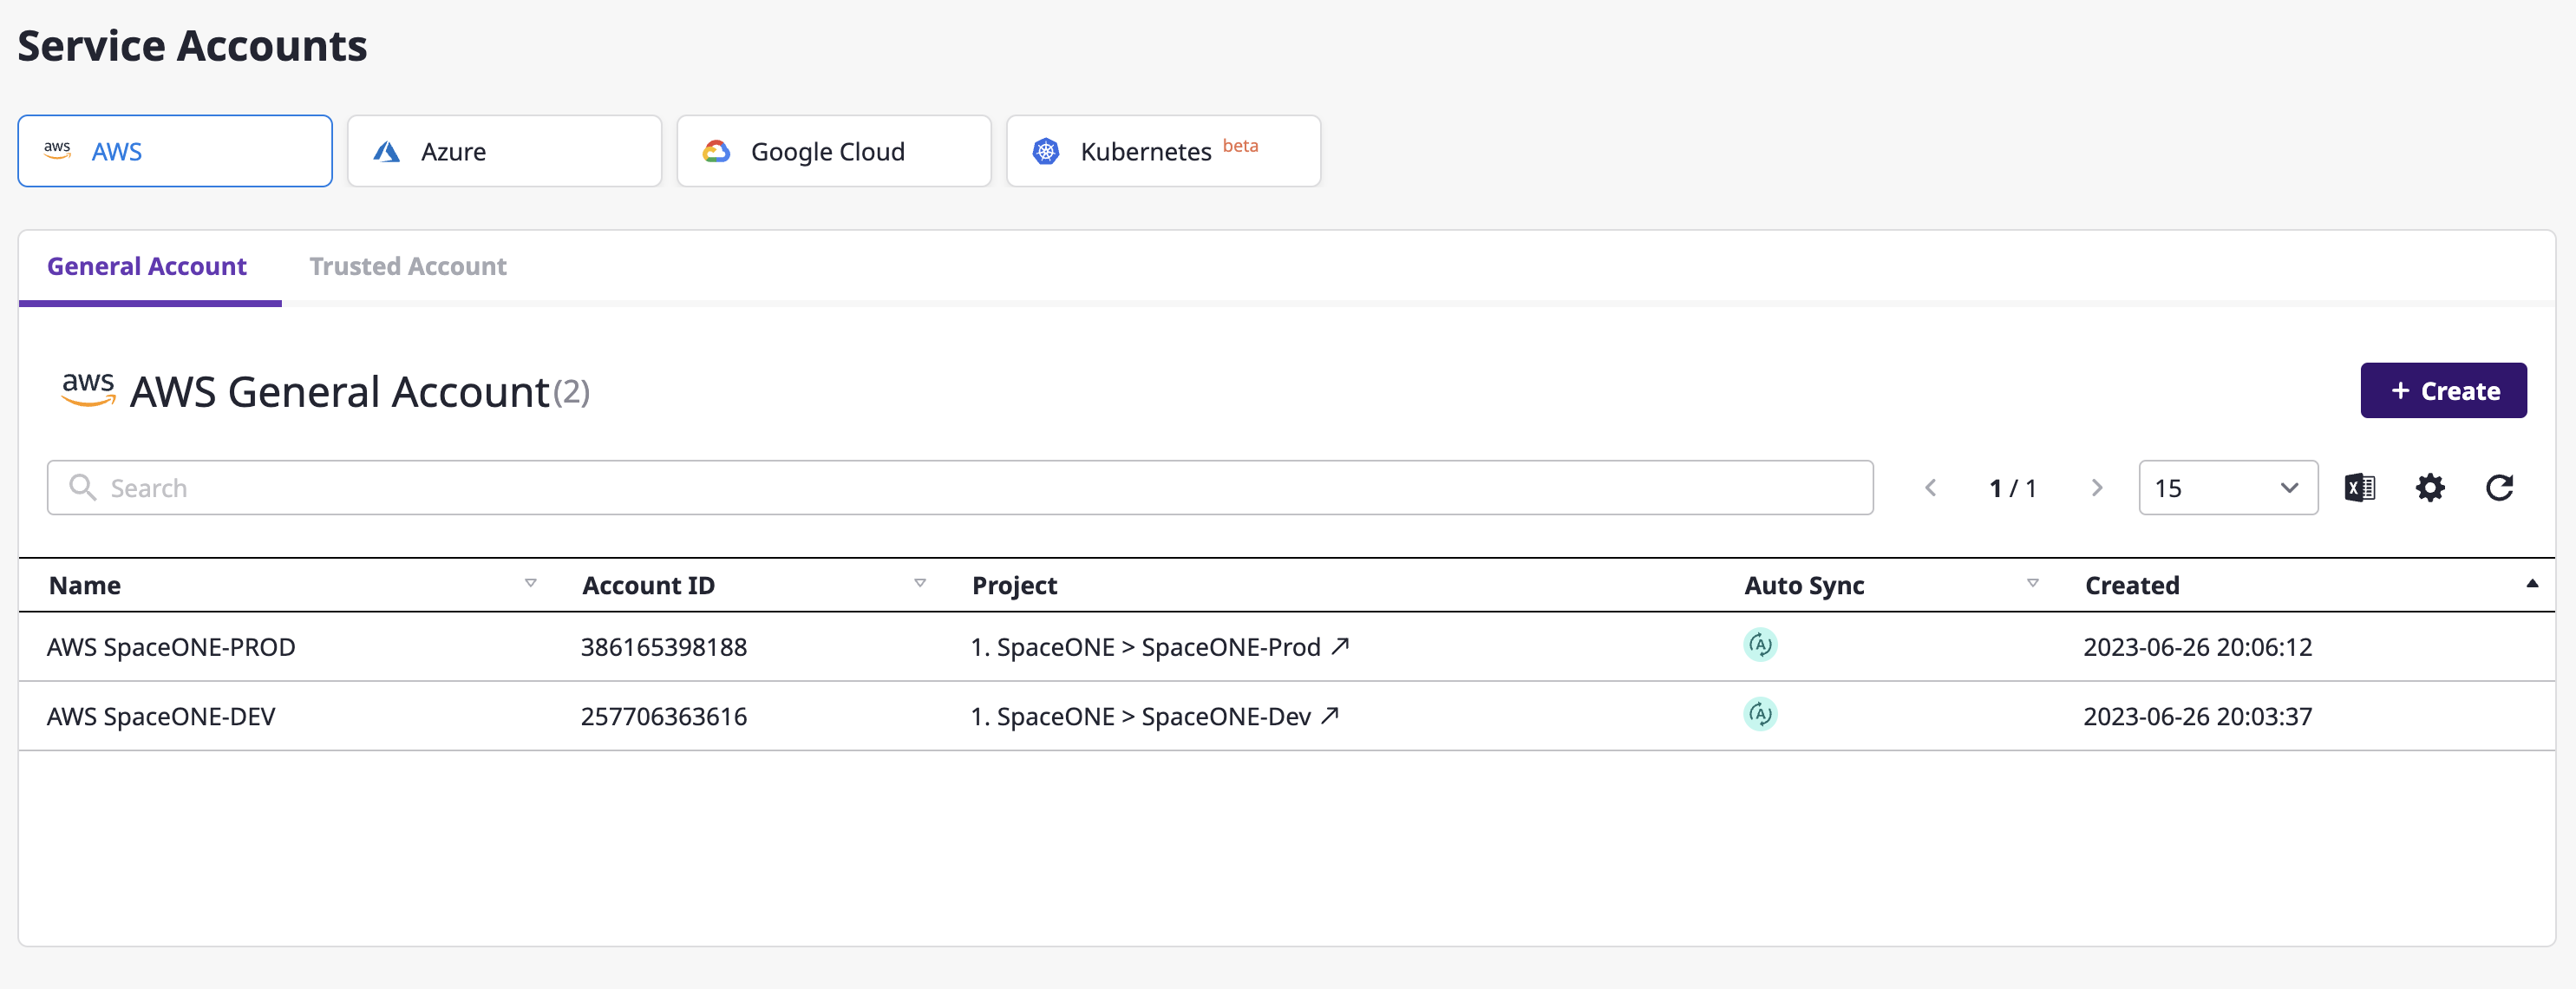 Service Accounts
aws AWS Azure Google Cloud Kubernetes beta
General Account Trusted Account
aws AWS General Account (2) + Create
Search 1 / 1 15
Name Account ID Project Auto Sync Created
AWS SpaceONE-PROD 386165398188 1. SpaceONE > SpaceONE-Prod A 2023-06-26 20:06:12
AWS SpaceONE-DEV 257706363616 1. SpaceONE > SpaceONE-Dev A 2023-06-26 20:03:37